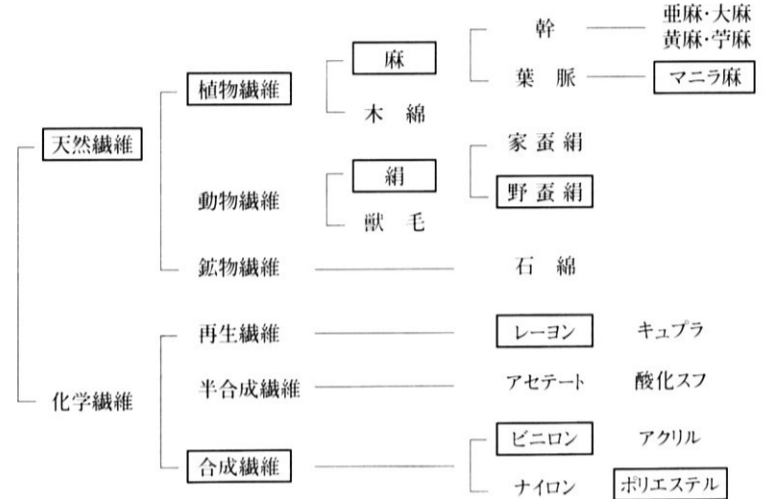 幹
亜麻・大麻
黄麻・苧麻
麻
葉 脈
マニラ麻
植物繊維
木 綿
天然繊維
家 蚕 絹
絹
野 蚕 絹
動物繊維
獣 毛
鉱物繊維
石 綿
再生繊維
レーヨン
キュプラ
化学繊維
半合成繊維
アセテート
酸化スフ
ビニロン
アクリル
合成繊維
ナイロン
ポリエステル